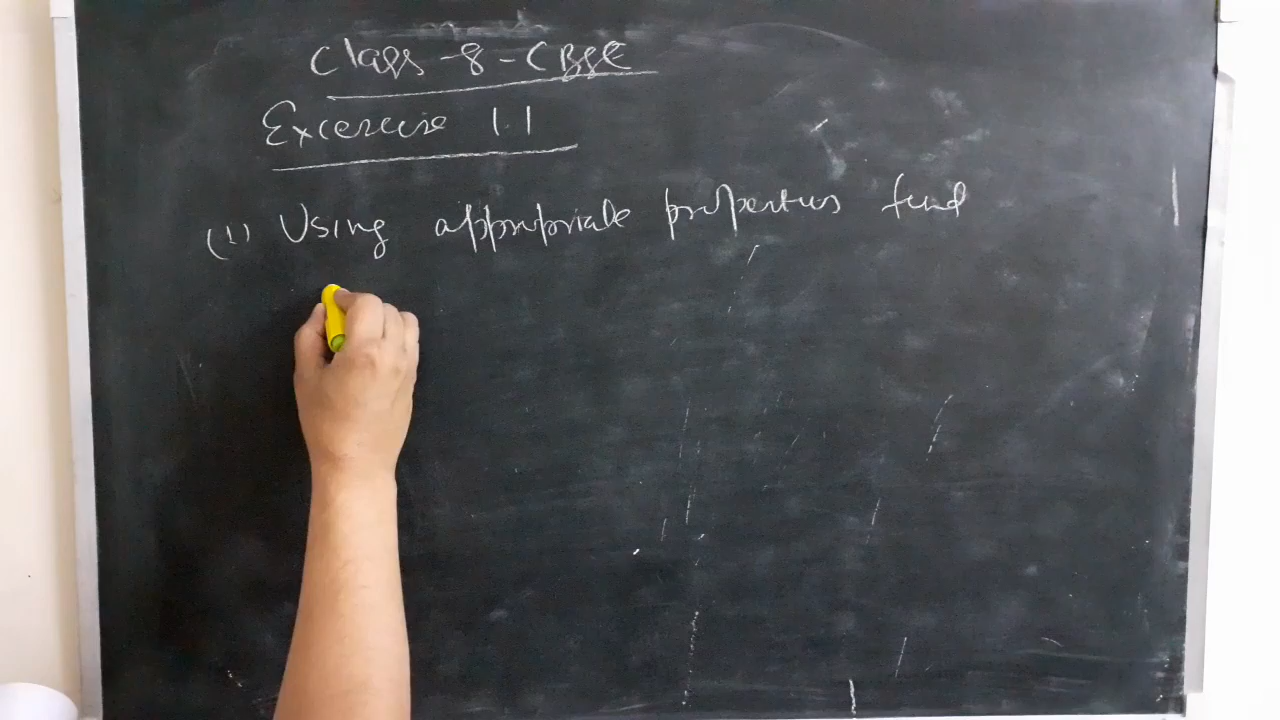 Class-8-CBSE
Excercise 1.1
(1) Using appropriate properties find